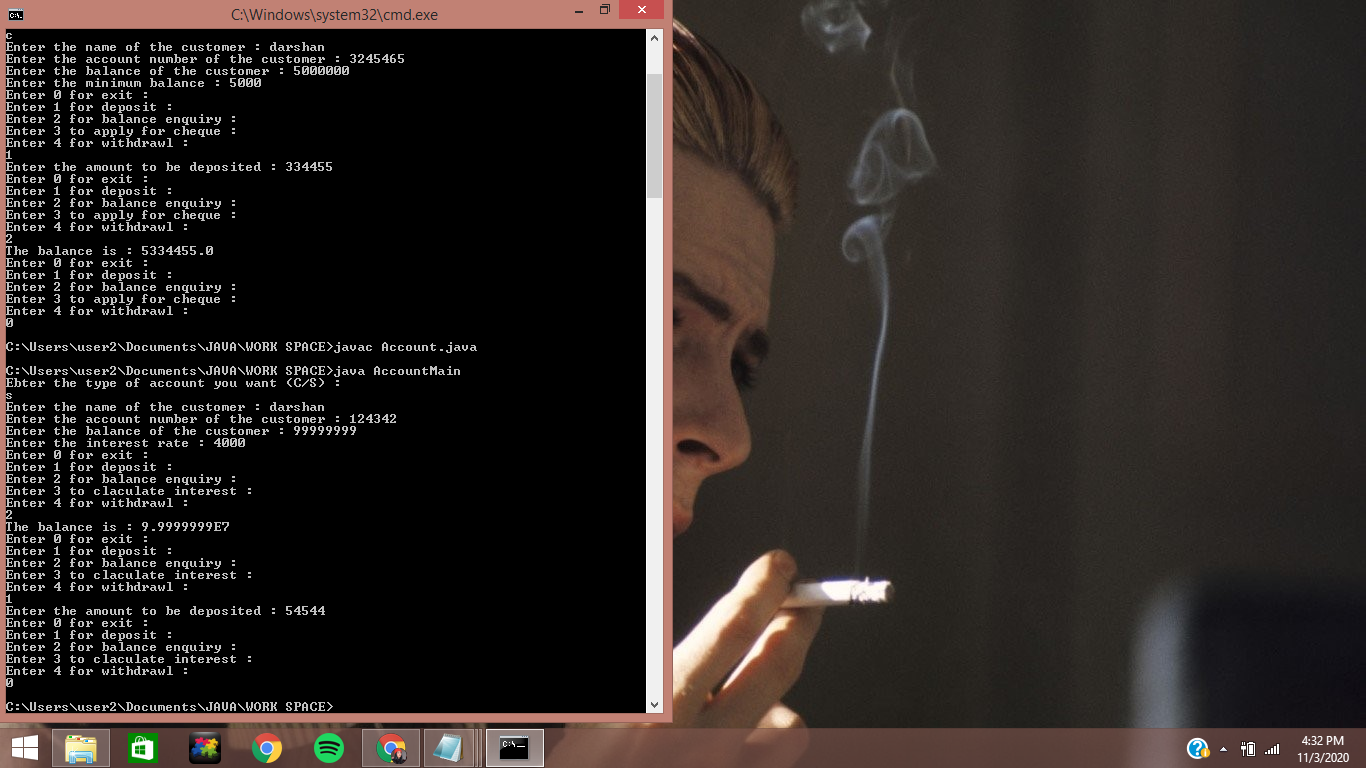 C:\Windows\system32\cmd.exe
c
Enter the name of the customer : darshan
Enter the account number of the customer : 3245465
Enter the balance of the customer : 5000000
Enter the minimum balance : 5000
Enter 0 for exit :
Enter 1 for deposit :
Enter 2 for balance enquiry :
Enter 3 to apply for cheque :
Enter 4 for withdrawl :
1
Enter the amount to be deposited : 334455
Enter 0 for exit :
Enter 1 for deposit :
Enter 2 for balance enquiry :
Enter 3 to apply for cheque :
Enter 4 for withdrawl :
2
The balance is : 5334455.0
Enter 0 for exit :
Enter 1 for deposit :
Enter 2 for balance enquiry :
Enter 3 to apply for cheque :
Enter 4 for withdrawl :
0
C:\Users\user2\Documents\JAVA\WORK SPACE>javac Account.java
C:\Users\user2\Documents\JAVA\WORK SPACE>java AccountMain
Ebter the type of account you want (C/S) :
s
Enter the name of the customer : darshan
Enter the account number of the customer : 124342
Enter the balance of the customer : 99999999
Enter the interest rate : 4000
Enter 0 for exit :
Enter 1 for deposit :
Enter 2 for balance enquiry :
Enter 3 to claculate interest :
Enter 4 for withdrawl :
2
The balance is : 9.9999999E7
Enter 0 for exit :
Enter 1 for deposit :
Enter 2 for balance enquiry :
Enter 3 to claculate interest :
Enter 4 for withdrawl :
1
Enter the amount to be deposited : 54544
Enter 0 for exit :
Enter 1 for deposit :
Enter 2 for balance enquiry :
Enter 3 to claculate interest :
Enter 4 for withdrawl :
0
C:\Users\user2\Documents\JAVA\WORK SPACE>
4:32 PM
11/3/2020